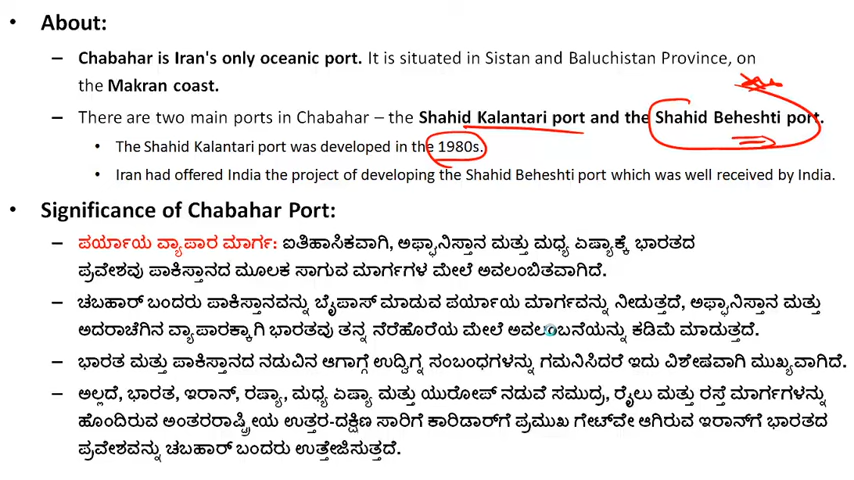 • About:
– Chabahar is Iran's only oceanic port. It is situated in Sistan and Baluchistan Province, on
the Makran coast.
– There are two main ports in Chabahar – the Shahid Kalantari port and the Shahid Beheshti port.
• The Shahid Kalantari port was developed in the 1980s.
• Iran had offered India the project of developing the Shahid Beheshti port which was well received by India.
• Significance of Chabahar Port:
– ಪರ್ಯಾಯ ವ್ಯಾಪಾರ ಮಾರ್ಗ: ಐತಿಹಾಸಿಕವಾಗಿ, ಅಫ್ಘಾನಿಸ್ತಾನ ಮತ್ತು ಮಧ್ಯ ಏಷ್ಯಾಕ್ಕೆ ಭಾರತದ
ಪ್ರವೇಶವು ಪಾಕಿಸ್ತಾನದ ಮೂಲಕ ಸಾಗುವ ಮಾರ್ಗಗಳ ಮೇಲೆ ಅವಲಂಬಿತವಾಗಿದೆ.
– ಚಬಹಾರ್ ಬಂದರು ಪಾಕಿಸ್ತಾನವನ್ನು ಬೈಪಾಸ್ ಮಾಡುವ ಪರ್ಯಾಯ ಮಾರ್ಗವನ್ನು ನೀಡುತ್ತದೆ, ಅಫ್ಘಾನಿಸ್ತಾನ ಮತ್ತು
ಅದರಾಚೆಗಿನ ವ್ಯಾಪಾರಕ್ಕಾಗಿ ಭಾರತವು ತನ್ನ ನೆರೆಹೊರೆಯ ಮೇಲೆ ಅವಲಂಬನೆಯನ್ನು ಕಡಿಮೆ ಮಾಡುತ್ತದೆ.
– ಭಾರತ ಮತ್ತು ಪಾಕಿಸ್ತಾನದ ನಡುವಿನ ಆಗಾಗ್ಗೆ ಉದ್ವಿಗ್ನ ಸಂಬಂಧಗಳನ್ನು ಗಮನಿಸಿದರೆ ಇದು ವಿಶೇಷವಾಗಿ ಮುಖ್ಯವಾಗಿದೆ.
– ಅಲ್ಲದೆ, ಭಾರತ, ಇರಾನ್, ರಷ್ಯಾ, ಮಧ್ಯ ಏಷ್ಯಾ ಮತ್ತು ಯುರೋಪ್ ನಡುವೆ ಸಮುದ್ರ, ರೈಲು ಮತ್ತು ರಸ್ತೆ ಮಾರ್ಗಗಳನ್ನು
ಹೊಂದಿರುವ ಅಂತರರಾಷ್ಟ್ರೀಯ ಉತ್ತರ-ದಕ್ಷಿಣ ಸಾರಿಗೆ ಕಾರಿಡಾರ್‌ಗೆ ಪ್ರಮುಖ ಗೇಟ್‌ವೇ ಆಗಿರುವ ಇರಾನ್‌ಗೆ ಭಾರತದ
ಪ್ರವೇಶವನ್ನು ಚಬಹಾರ್ ಬಂದರು ಉತ್ತೇಜಿಸುತ್ತದೆ.